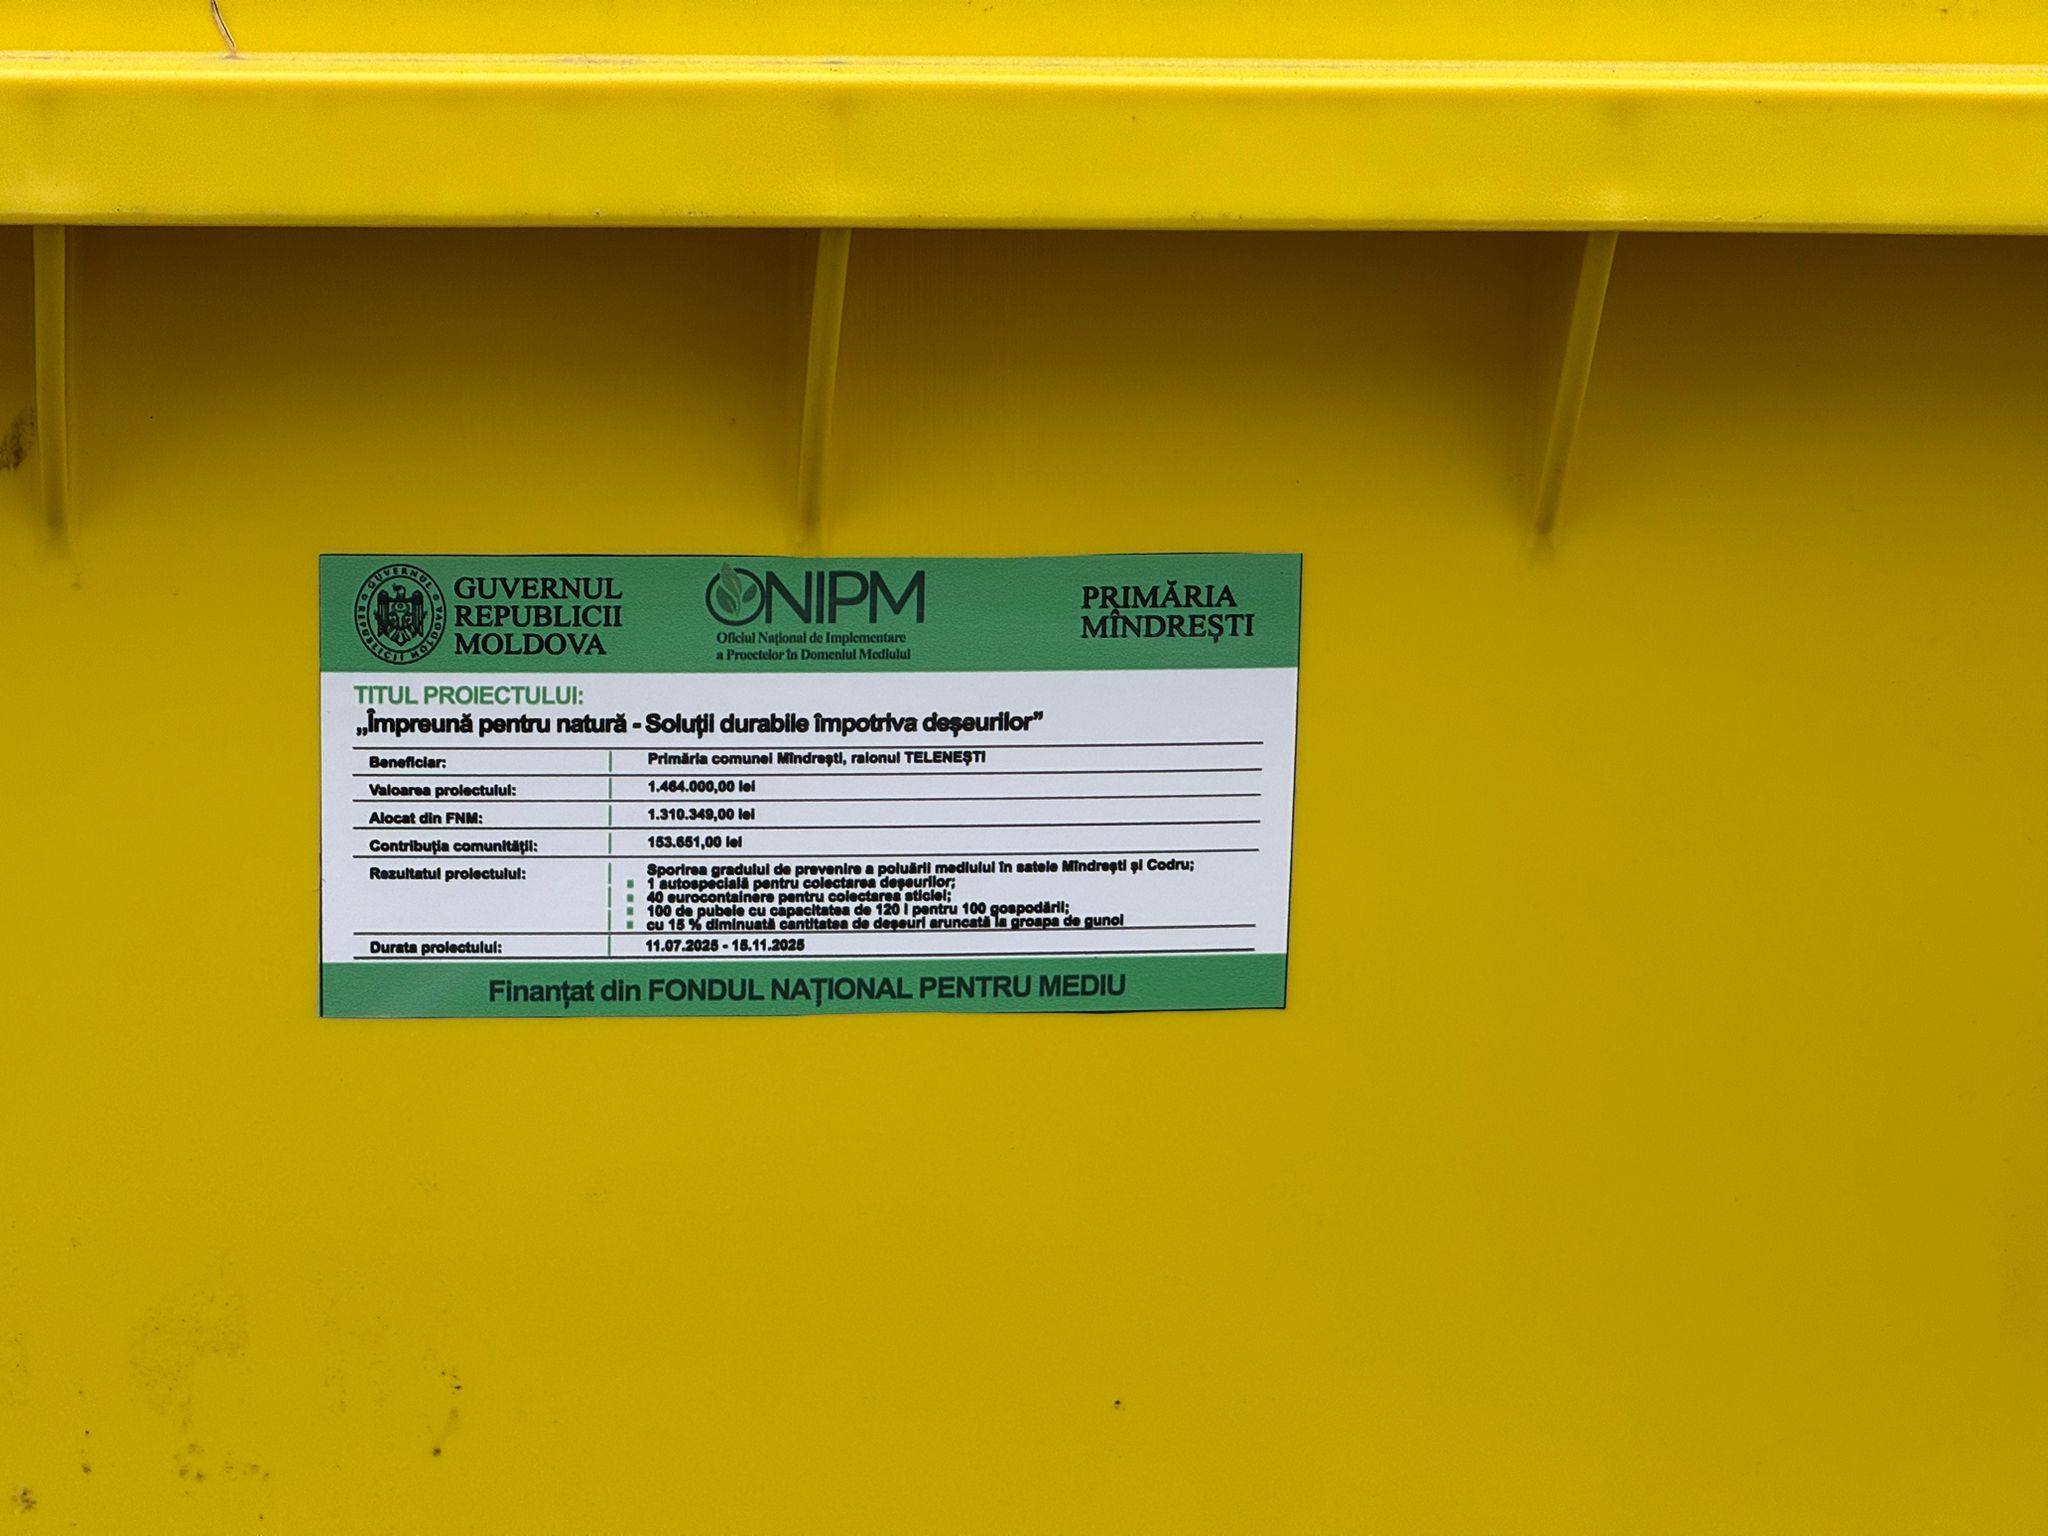 GUVERNUL
REPUBLICII
MOLDOVA
GUVERNUL REPUBLICII MOLDOVA
ONIPM
Oficiul Național de Implementare
a Proectelor în Domeniul Mediului
PRIMĂRIA
MÎNDREȘTI
TITUL PROIECTULUI:
„Împreună pentru natură - Soluții durabile împotriva deșeurilor”
Beneficiar: Primăria comunei Mîndrești, raionul TELENEȘTI
Valoarea proiectului: 1.464.000,00 lei
Alocat din FNM: 1.310.349,00 lei
Contribuția comunității: 153.651,00 lei
Rezultatul proiectului: Sporirea gradului de prevenire a poluării mediului în satele Mîndrești și Codru;
1 autospecială pentru colectarea deșeurilor;
40 eurocontainere pentru colectarea sticlei;
100 de pubele cu capacitatea de 120 l pentru 100 gospodării;
cu 15 % diminuată cantitatea de deșeuri aruncată la groapa de gunoi
Durata proiectului: 11.07.2025 - 15.11.2025
Finanțat din FONDUL NAȚIONAL PENTRU MEDIU